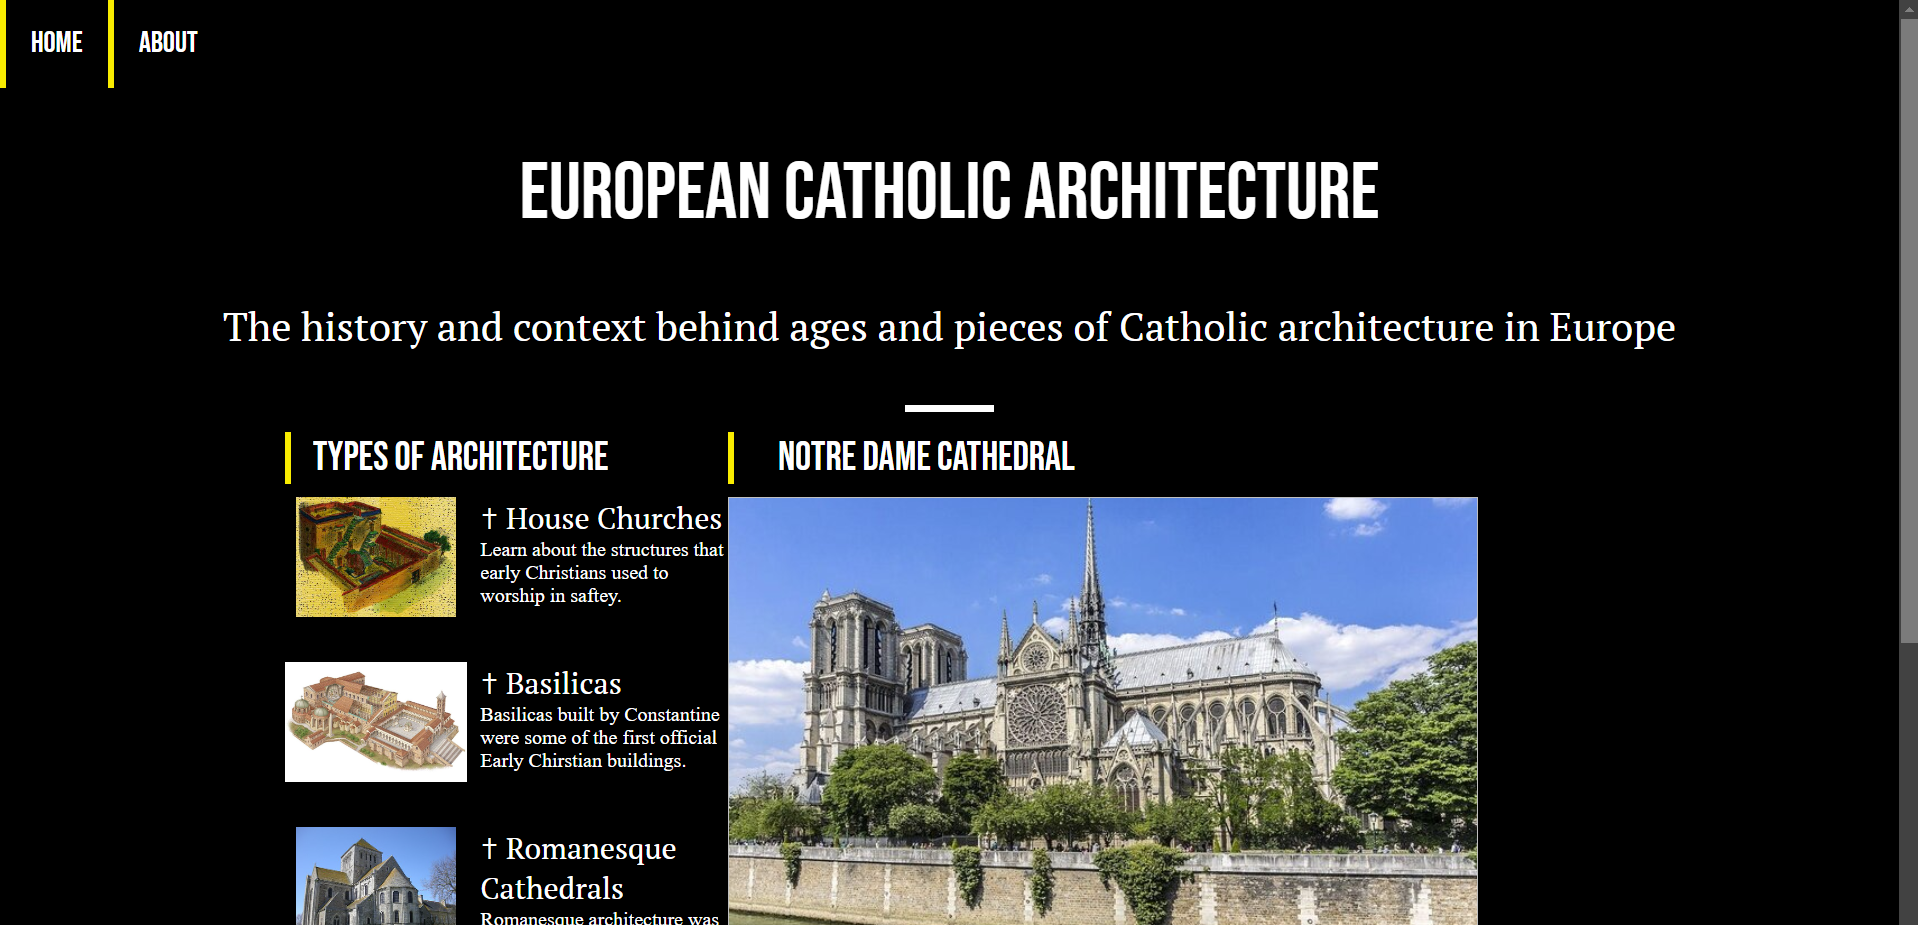 HOME
ABOUT
EUROPEAN CATHOLIC ARCHITECTURE
The history and context behind ages and pieces of Catholic architecture in Europe
TYPES OF ARCHITECTURE
† House Churches
Learn about the structures that
early Christians used to
worship in saftey.
† Basilicas
Basilicas built by Constantine
were some of the first official
Early Chirstian buildings.
† Romanesque
Cathedrals
Romanesque architecture was
NOTRE DAME CATHEDRAL